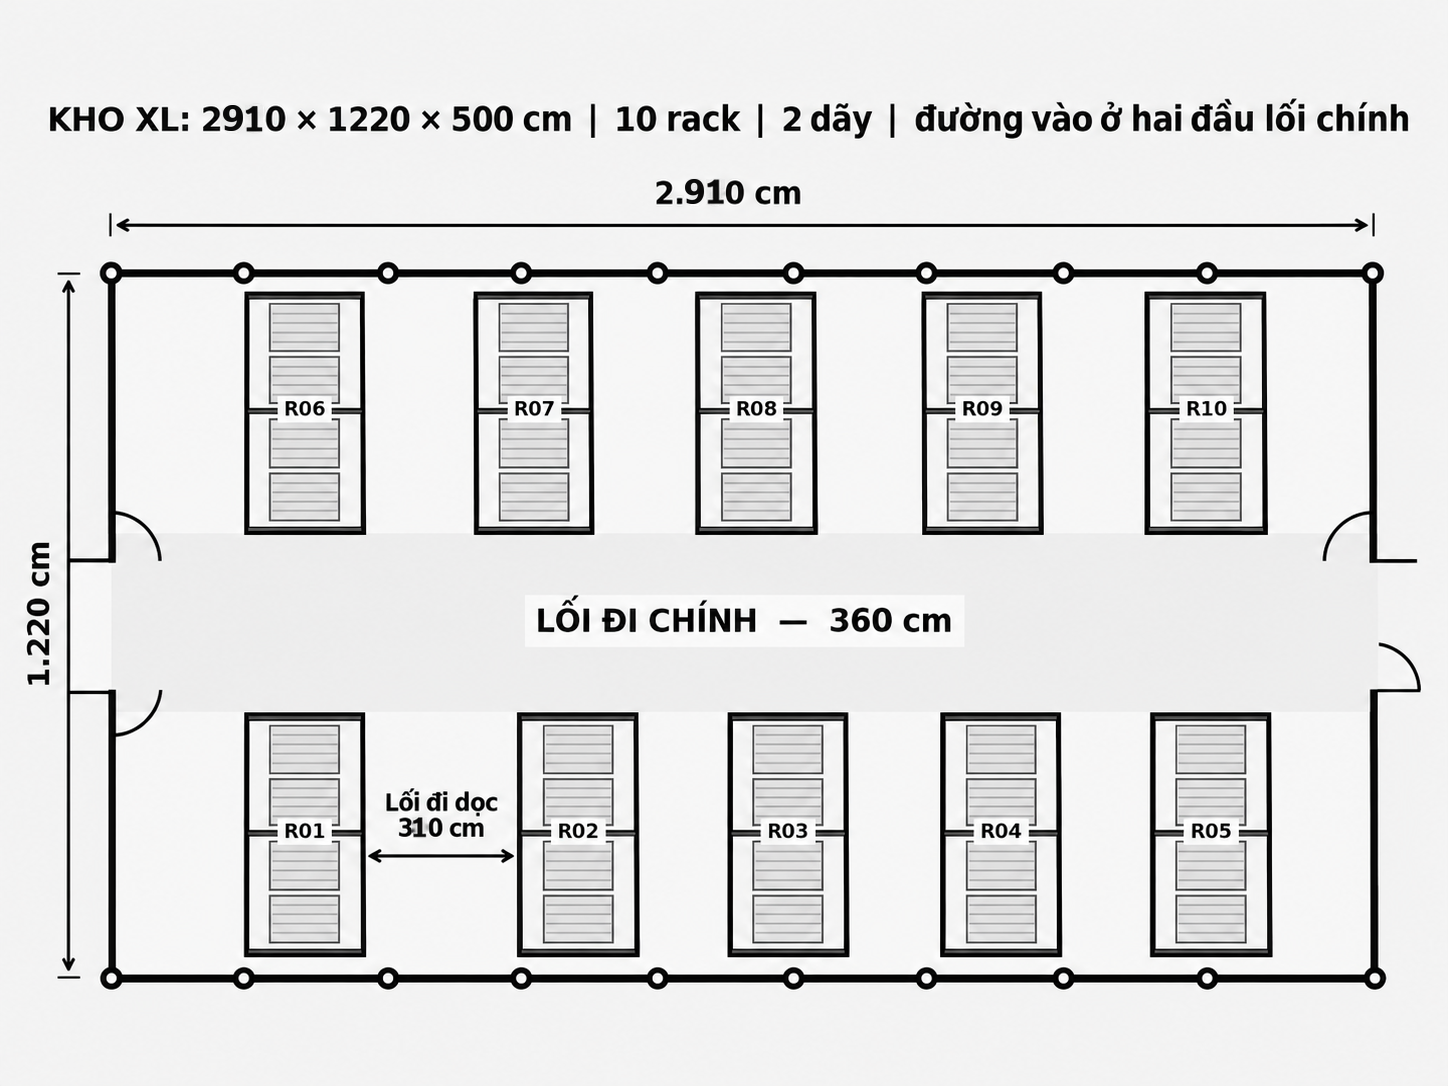 KHO XL: 2910 × 1220 × 500 cm | 10 rack | 2 dãy | đường vào ở hai đầu lối chính
2.910 cm
R06
R07
R08
R09
R10
1.220 cm
LỐI ĐI CHÍNH — 360 cm
Lối đi dọc
310 cm
R01
R02
R03
R04
R05